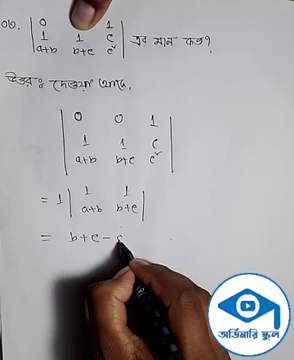 ০৩. | 0 1 |
| 1 1 c | এর মান কত?
| a+b b+c c² |
উত্তরঃ দেওয়া আছে,
| 0 0 1 |
| 1 1 c |
| a+b b+c c² |
= 1 | 1 1 |
| a+b b+c |
= b+c-
অর্ডিনারি স্কুল